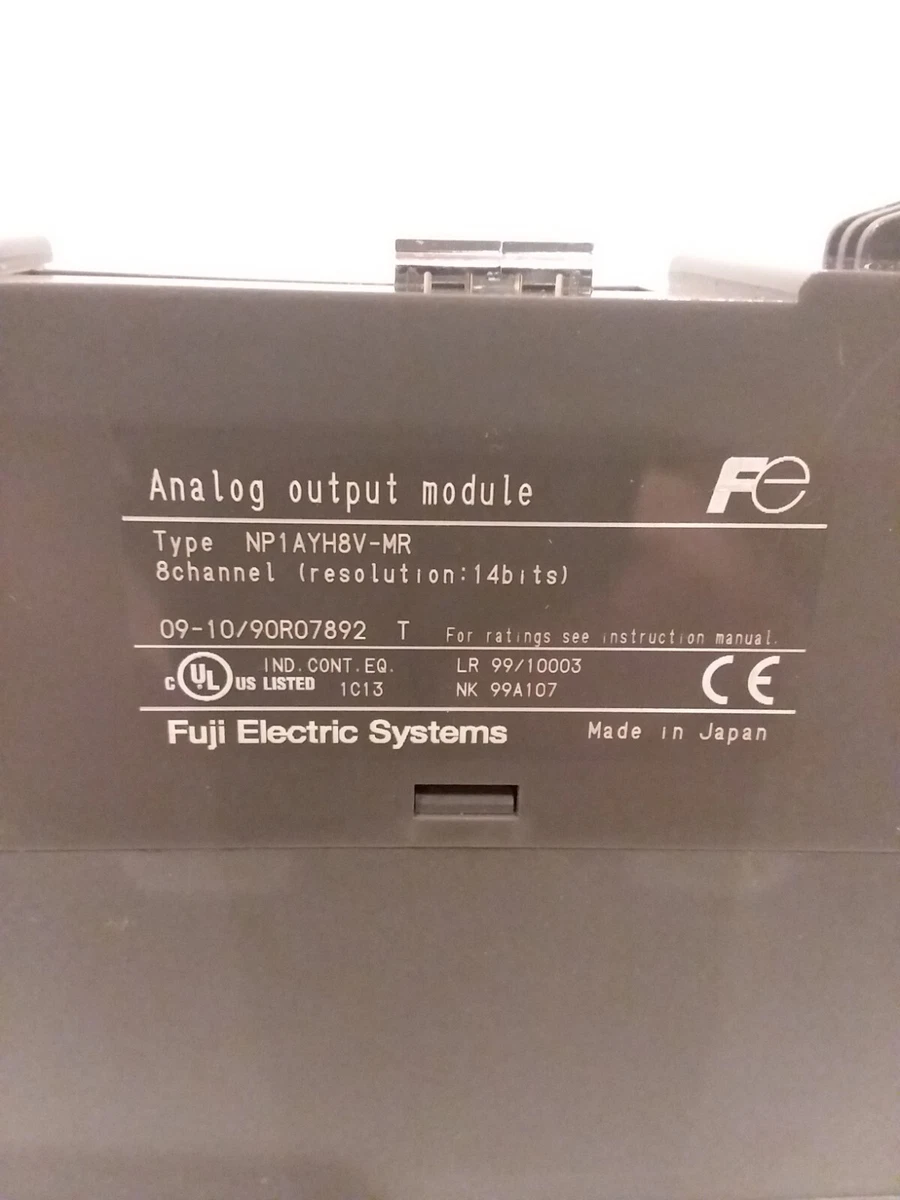 Analog output module
Fe
Type NP1AYH8V-MR
8channel (resolution:14bits)
09-10/90R07892 T For ratings see instruction manual.
c UL US LISTED IND. CONT. EQ. 1C13
LR 99/10003
NK 99A107
CE
Fuji Electric Systems Made in Japan